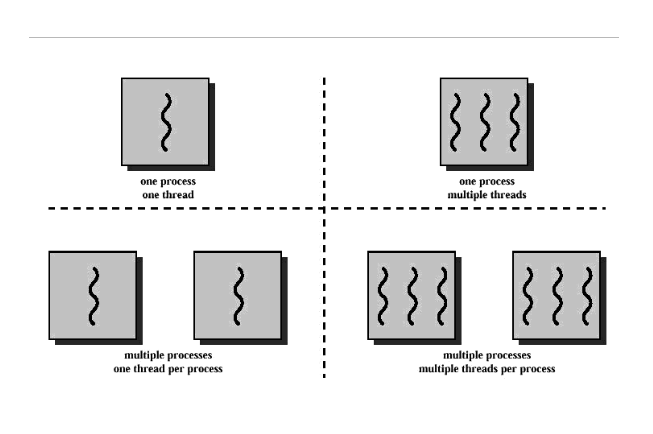 one process
one thread
one process
multiple threads
multiple processes
one thread per process
multiple processes
multiple threads per process